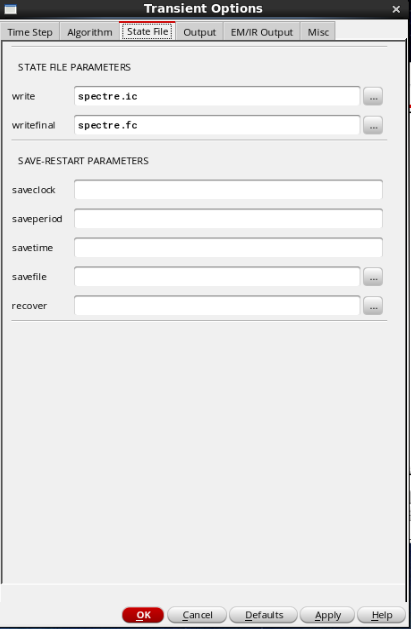 Transient Options
Time Step Algorithm State File Output EM/IR Output Misc
STATE FILE PARAMETERS
write spectre.ic ...
writefinal spectre.fc ...
SAVE-RESTART PARAMETERS
saveclock
saveperiod
savetime
savefile ...
recover ...
OK Cancel Defaults Apply Help